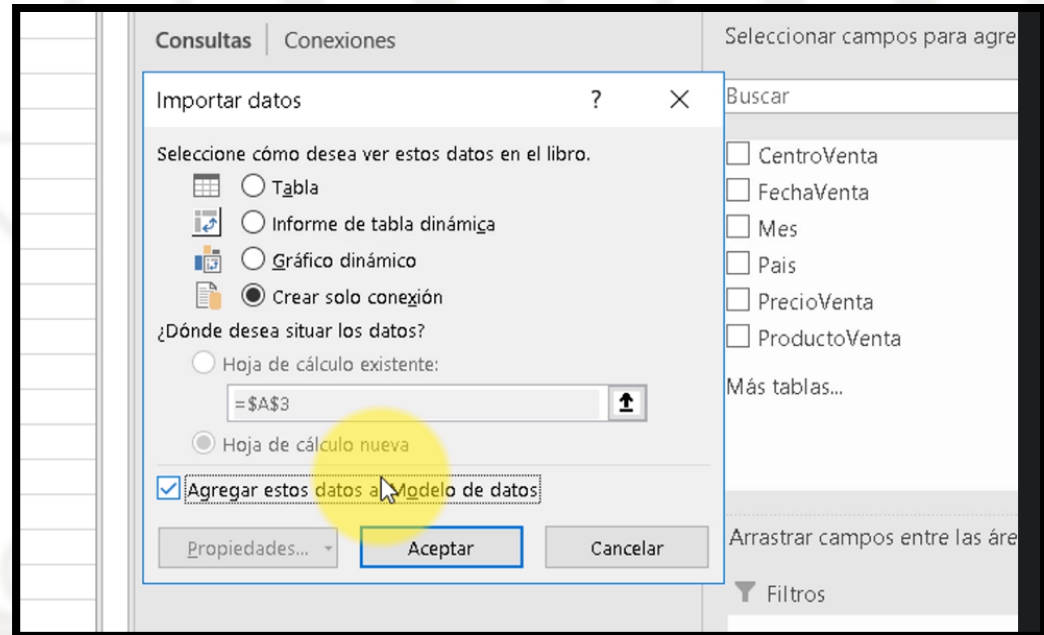 Consultas | Conexiones
Importar datos ?
Seleccione cómo desea ver estos datos en el libro.
Tabla
Informe de tabla dinámica
Gráfico dinámico
Crear solo conexión
¿Dónde desea situar los datos?
Hoja de cálculo existente:
=$A$3
Hoja de cálculo nueva
Agregar estos datos al Modelo de datos
Propiedades...
Aceptar
Cancelar
Seleccionar campos para agre
Buscar
CentroVenta
FechaVenta
Mes
Pais
PrecioVenta
ProductoVenta
Más tablas...
Arrastrar campos entre las áre
Filtros